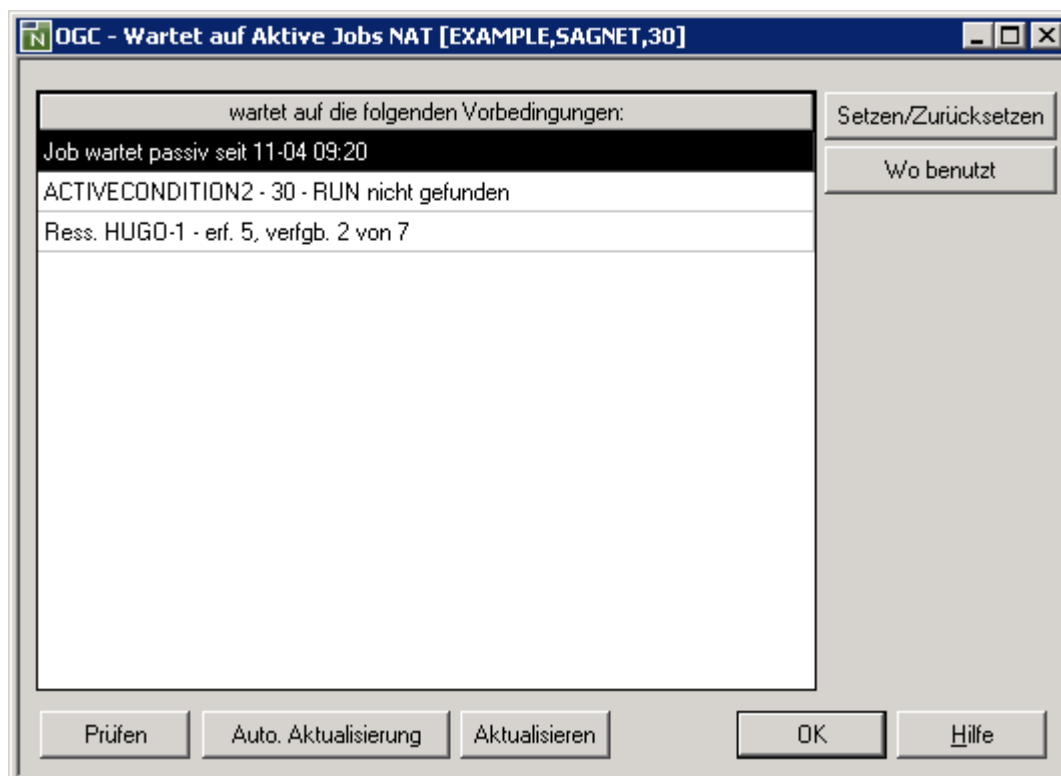 OGC - Wartet auf Aktive Jobs NAT [EXAMPLE,SAGNET,30]
wartet auf die folgenden Vorbedingungen:
Setzen/Zurücksetzen
Job wartet passiv seit 11-04 09:20
Wo benutzt
ACTIVECONDITION2 - 30 - RUN nicht gefunden
Ress. HUGO-1 - erf. 5, verfgb. 2 von 7
Prüfen
Auto. Aktualisierung
Aktualisieren
OK
Hilfe